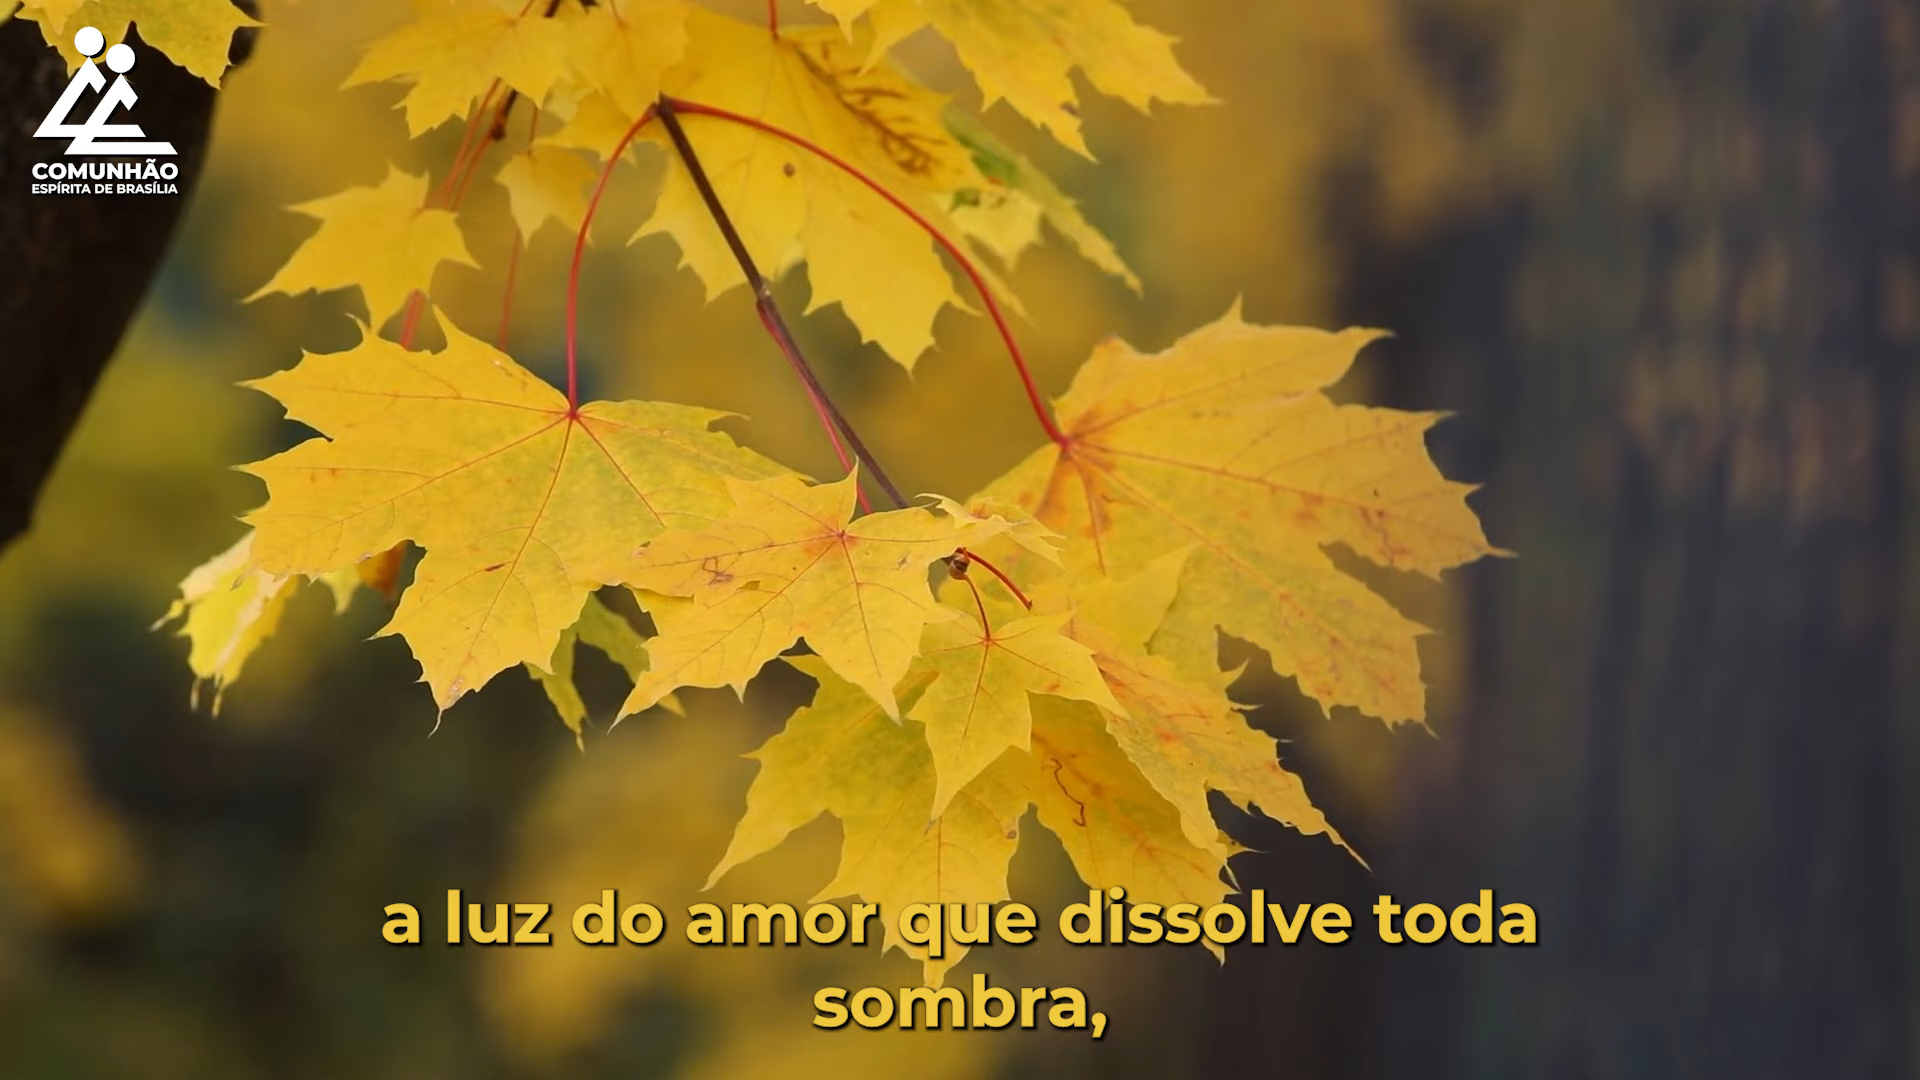 COMUNHÃO
ESPÍRITA DE BRASÍLIA
a luz do amor que dissolve toda
sombra,